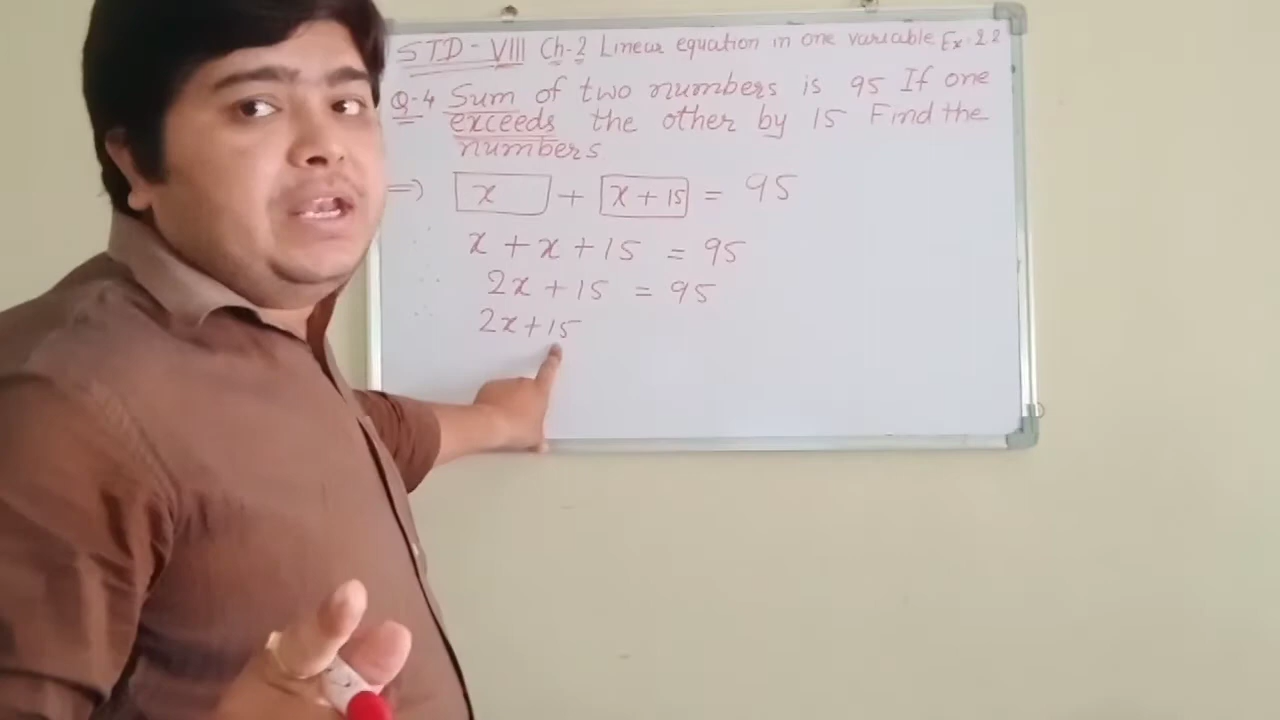 STD - VIII Ch-2 Linear equation in one variable Ex-2.2
Q-4 Sum of two numbers is 95 If one
exceeds the other by 15 Find the
numbers
⇒) x + x + 15 = 95
x + x + 15 = 95
2x + 15 = 95
2x + 15